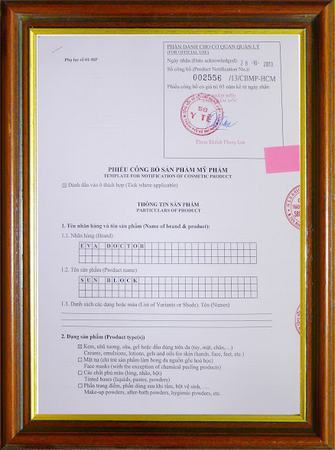 Phụ lục số 01-MP
PHẦN DÀNH CHO CƠ QUAN QUẢN LÝ
(FOR OFFICIAL USE)
Ngày nhận (Date acknowledged)
Số công bố (Product Notification No.):
002556 /13/CBMP-HCM
Phiếu công bố có giá trị 05 năm kể từ ngày nhận
SỞ
Y TẾ
PHIẾU CÔNG BỐ SẢN PHẨM MỸ PHẨM
TEMPLATE FOR NOTIFICATION OF COSMETIC PRODUCT
Đánh dấu vào ô thích hợp (Tick where applicable)
THÔNG TIN SẢN PHẨM
PARTICULARS OF PRODUCT
1. Tên nhãn hàng và tên sản phẩm (Name of brand & product):
1.1. Nhãn hàng (Brand)
EVA DOCTOR
1.2. Tên sản phẩm (Product name)
SUN BLOCK
1.3. Danh sách các dạng hoặc màu (List of Variants or Shade). Tên (Names)
2. Dạng sản phẩm (Product type(s))
Kem, nhũ tương, sữa, gel hoặc dầu dùng trên da (tay, mặt, chân,...)
Creams, emulsions, lotions, gels and oils for skin (hands, face, feet, etc.)
Mặt nạ (chỉ trừ sản phẩm làm bong da nguồn gốc hoá học)
Face masks (with the exception of chemical peeling products)
Các chất phủ màu (lỏng, nhão, bột)
Tinted bases (liquids, pastes, powders)
Phấn trang điểm, phấn dùng sau khi tắm, bột vệ sinh, ....
Make-up powders, after-bath powders, hygienic powders, etc.